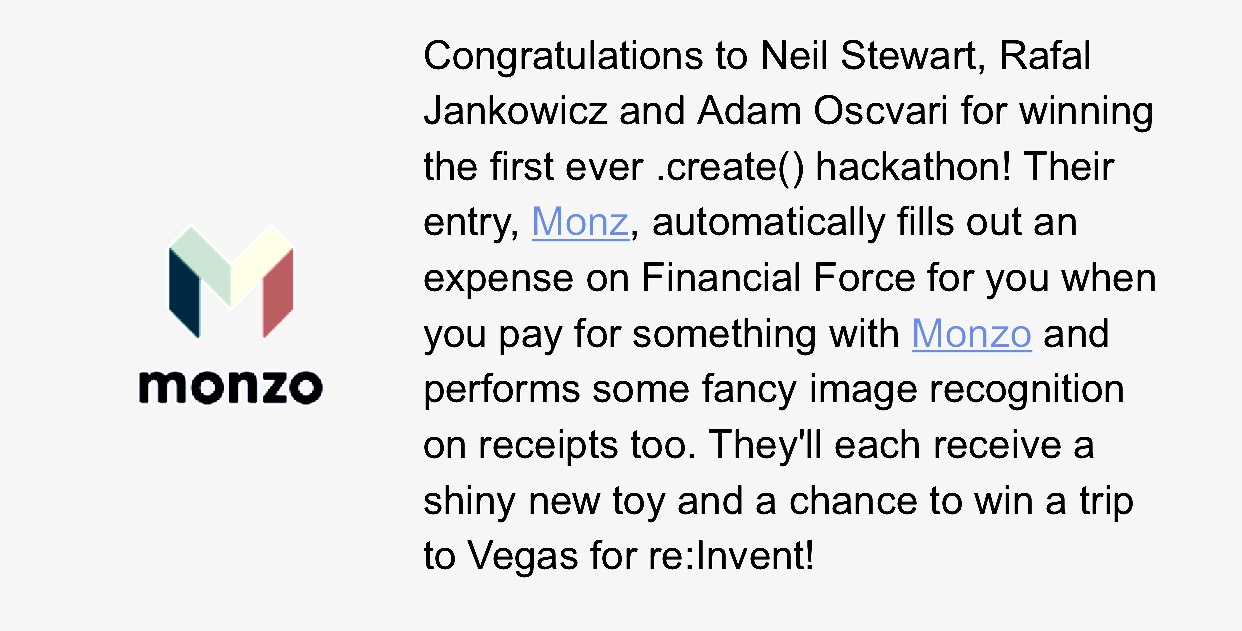 monzo
Congratulations to Neil Stewart, Rafal
Jankowicz and Adam Oscvari for winning
the first ever .create() hackathon! Their
entry, Monz, automatically fills out an
expense on Financial Force for you when
you pay for something with Monzo and
performs some fancy image recognition
on receipts too. They'll each receive a
shiny new toy and a chance to win a trip
to Vegas for re:Invent!